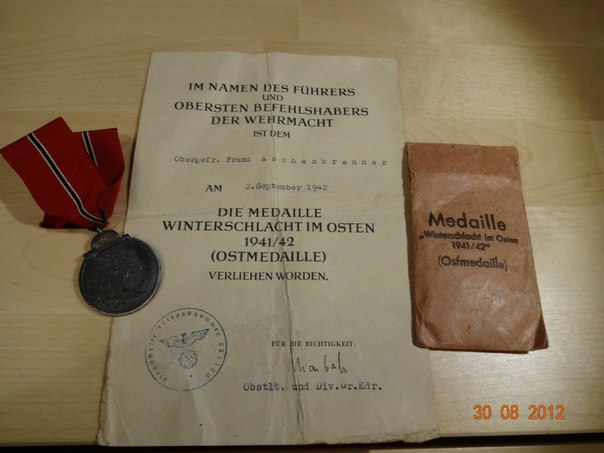 IM NAMEN DES FÜHRERS
UND
OBERSTEN BEFEHLSHABERS
DER WEHRMACHT
IST DEM
Obergefr. Franz Aschenbrenner
AM 2.September 1942
DIE MEDAILLE
WINTERSCHLACHT IM OSTEN
1941/42
(OSTMEDAILLE)
VERLIEHEN WORDEN.
FÜR DIE RICHTIGKEIT:
Obstlt. und Div.Gr.Kdr.
Dienststelle Feldpostnummer
Medaille
„Winterschlacht im Osten
1941/42“
(Ostmedaille)
30 08 2012